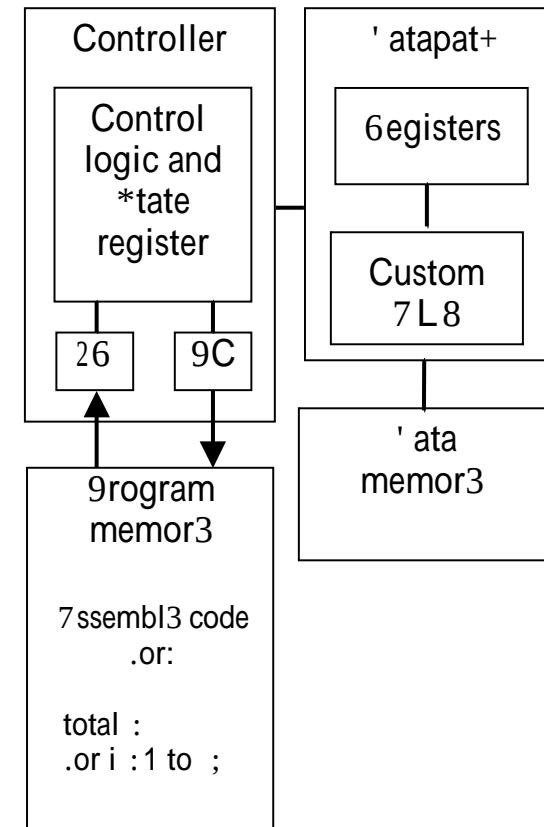 Controller
Control
logic and
*tate
register
26
9C
9rogram
memor3
7ssembl3 code
.or:
total :
.or i : 1 to ;
' atapat+
6egisters
Custom
7L8
' ata
memor3